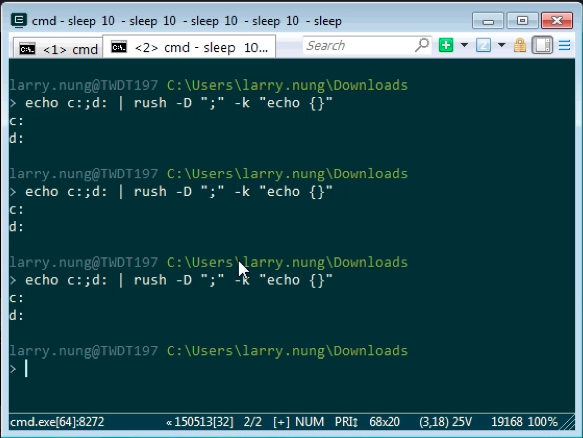 cmd - sleep 10 - sleep 10 - sleep - sleep - sleep
<1> cmd <2> cmd - sleep 10... Search
larry.nung@TWDT197 C:\Users\larry.nung\Downloads
> echo c:;d: | rush -D ";" -k "echo {}"
c:
d:
larry.nung@TWDT197 C:\Users\larry.nung\Downloads
> echo c:;d: | rush -D ";" -k "echo {}"
c:
d:
larry.nung@TWDT197 C:\Users\larry.nung\Downloads
> echo c:;d: | rush -D ";" -k "echo {}"
c:
d:
larry.nung@TWDT197 C:\Users\larry.nung\Downloads
>
cmd.exe[64]:8272 «150513[32] 2/2 [+] NUM PRI↕ 68x20 (3,18) 25V 19168 100%